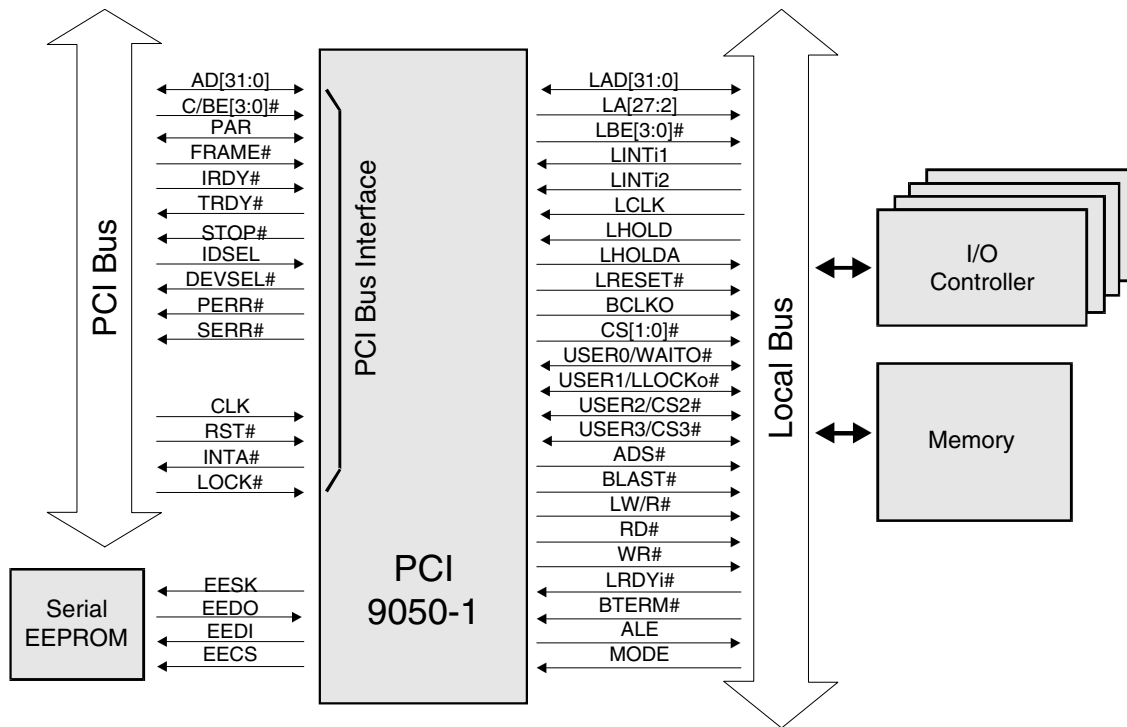 PCI Bus
AD[31:0]
C/BE[3:0]#
PAR
FRAME#
IRDY#
TRDY#
STOP#
IDSEL
DEVSEL#
PERR#
SERR#
CLK
RST#
INTA#
LOCK#
Serial
EEPROM
EESK
EEDO
EEDI
EECS
PCI Bus Interface
PCI
9050-1
LAD[31:0]
LA[27:2]
LBE[3:0]#
LINTi1
LINTi2
LCLK
LHOLD
LHOLDA
LRESET#
BCLKO
CS[1:0]#
USER0/WAITO#
USER1/LLOCKo#
USER2/CS2#
USER3/CS3#
ADS#
BLAST#
LW/R#
RD#
WR#
LRDYi#
BTERM#
ALE
MODE
Local Bus
I/O
Controller
Memory